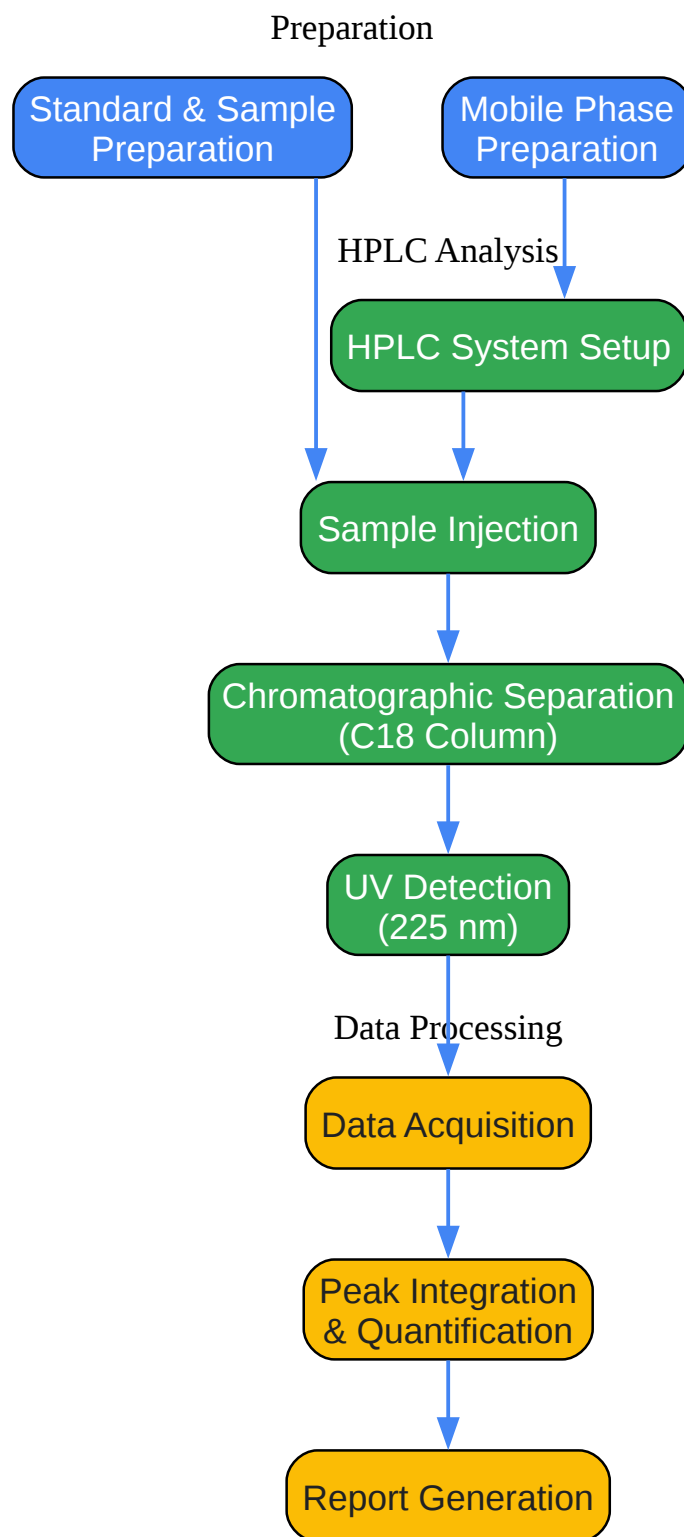 Preparation
Standard & Sample
Preparation
Mobile Phase
Preparation
HPLC Analysis
HPLC System Setup
Sample Injection
Chromatographic Separation
(C18 Column)
UV Detection
(225 nm)
Data Processing
Data Acquisition
Peak Integration
& Quantification
Report Generation